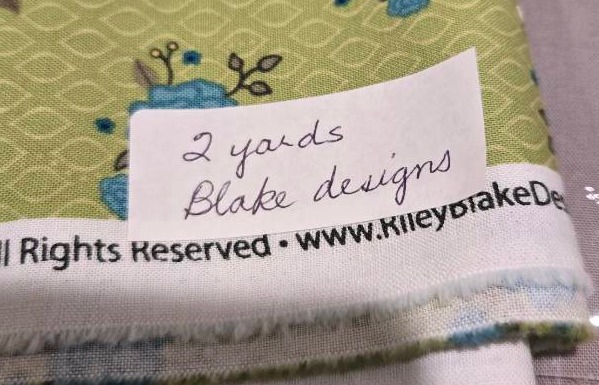 2 yards
Blake designs
ll Rights Reserved • www.RileyBlakeDe